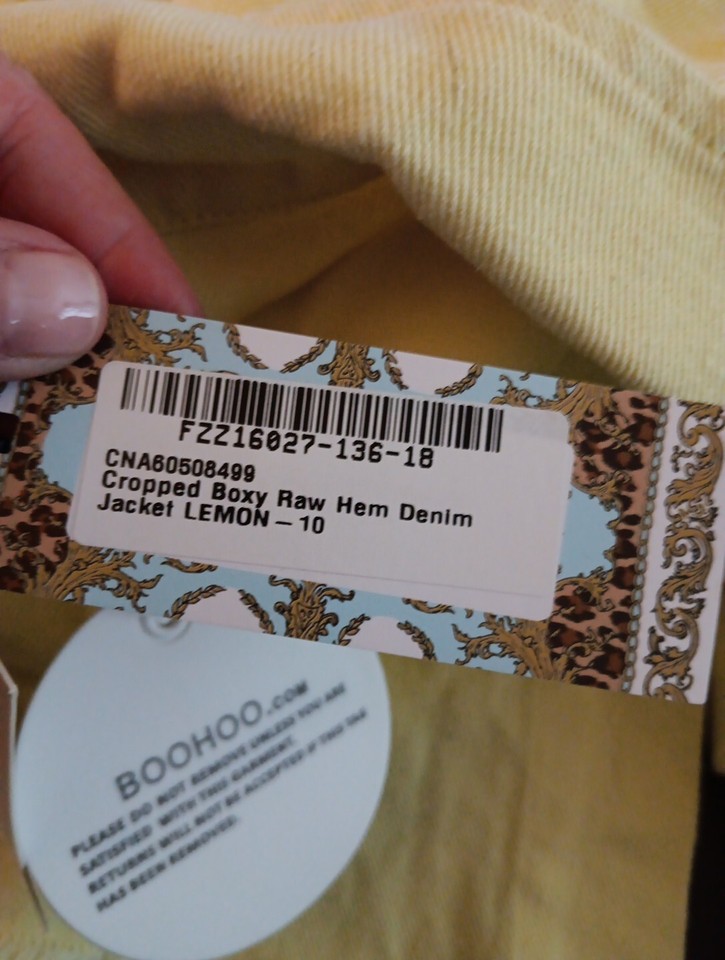 FZZ16027-136-18
CNA60508499
Cropped Boxy Raw Hem Denim
Jacket LEMON – 10
BOOHOO.COM
PLEASE DO NOT REMOVE UNLESS YOU ARE
SATISFIED WITH THIS GARMENT.
RETURNS WILL NOT BE ACCEPTED IF THIS TAG
HAS BEEN REMOVED.